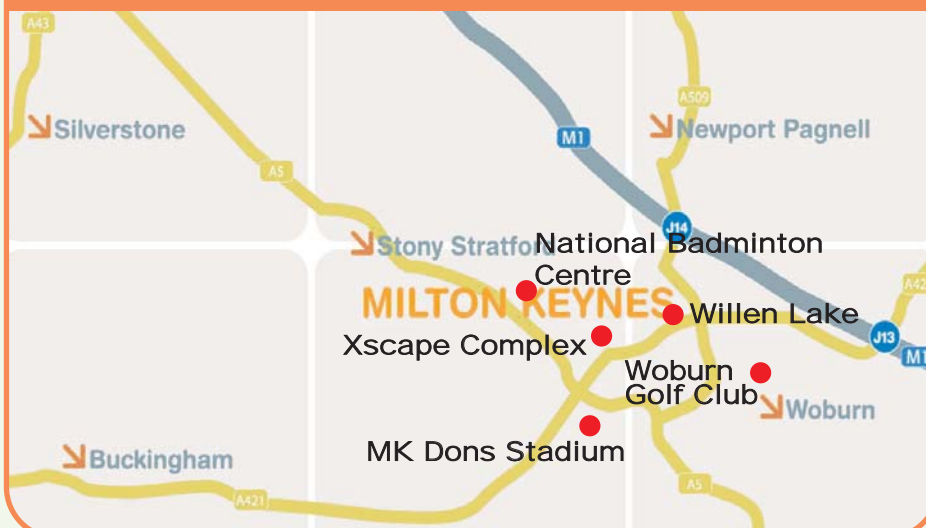 A43
Silverstone
A509
M1
Newport Pagnell
A5
J14
Stony Stratford
National Badminton
Centre
A42
MILTON KEYNES
Willen Lake
Xscape Complex
J13
M1
Woburn
Golf Club
Woburn
MK Dons Stadium
Buckingham
A5
A421